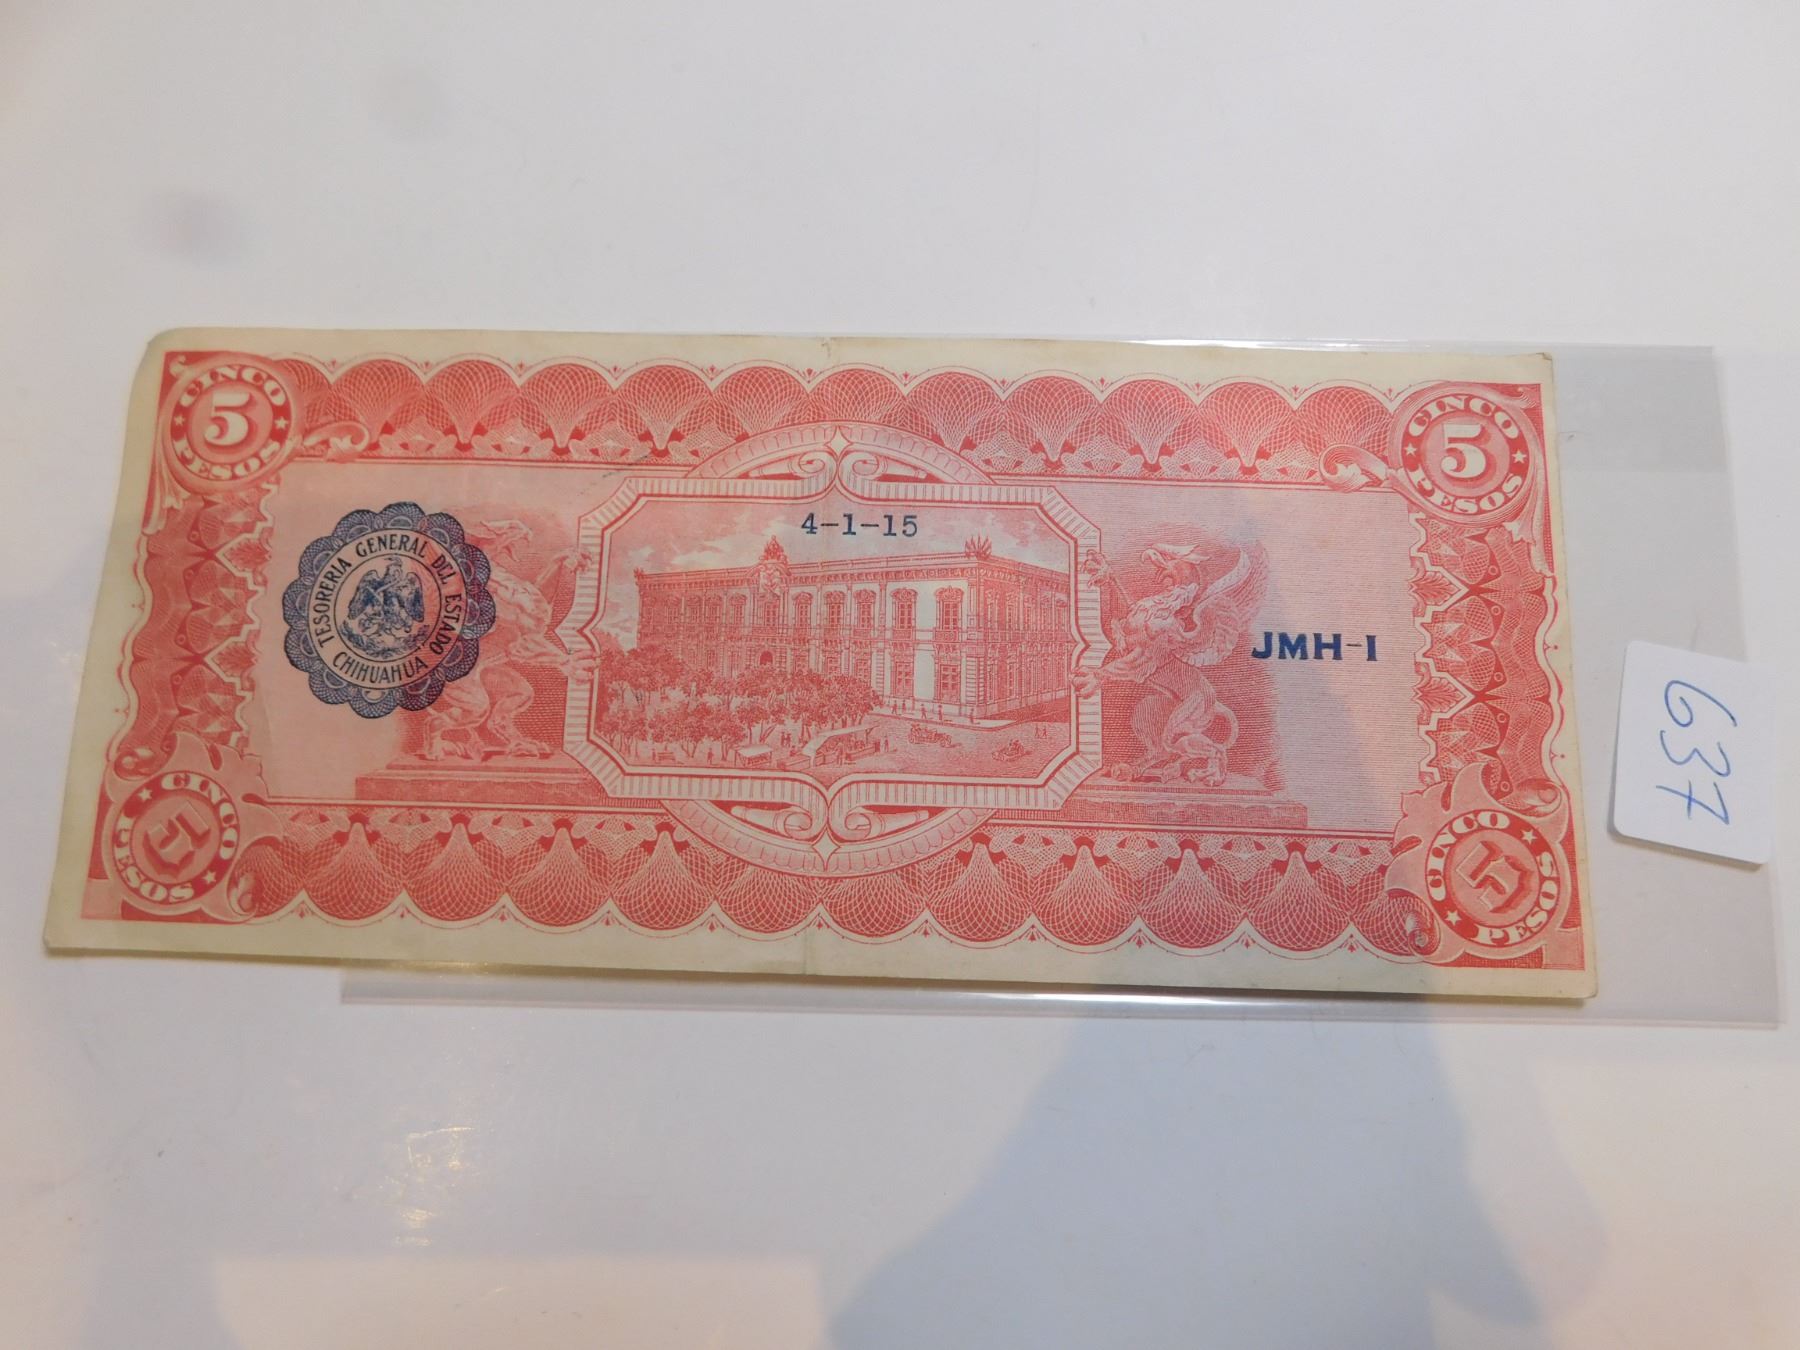 CINCO
5
PESOS
CINCO
5
PESOS
4-1-15
TESORERIA GENERAL DEL ESTADO
CHIHUAHUA
JMH-I
637
CINCO
5
PESOS
CINCO
5
PESOS